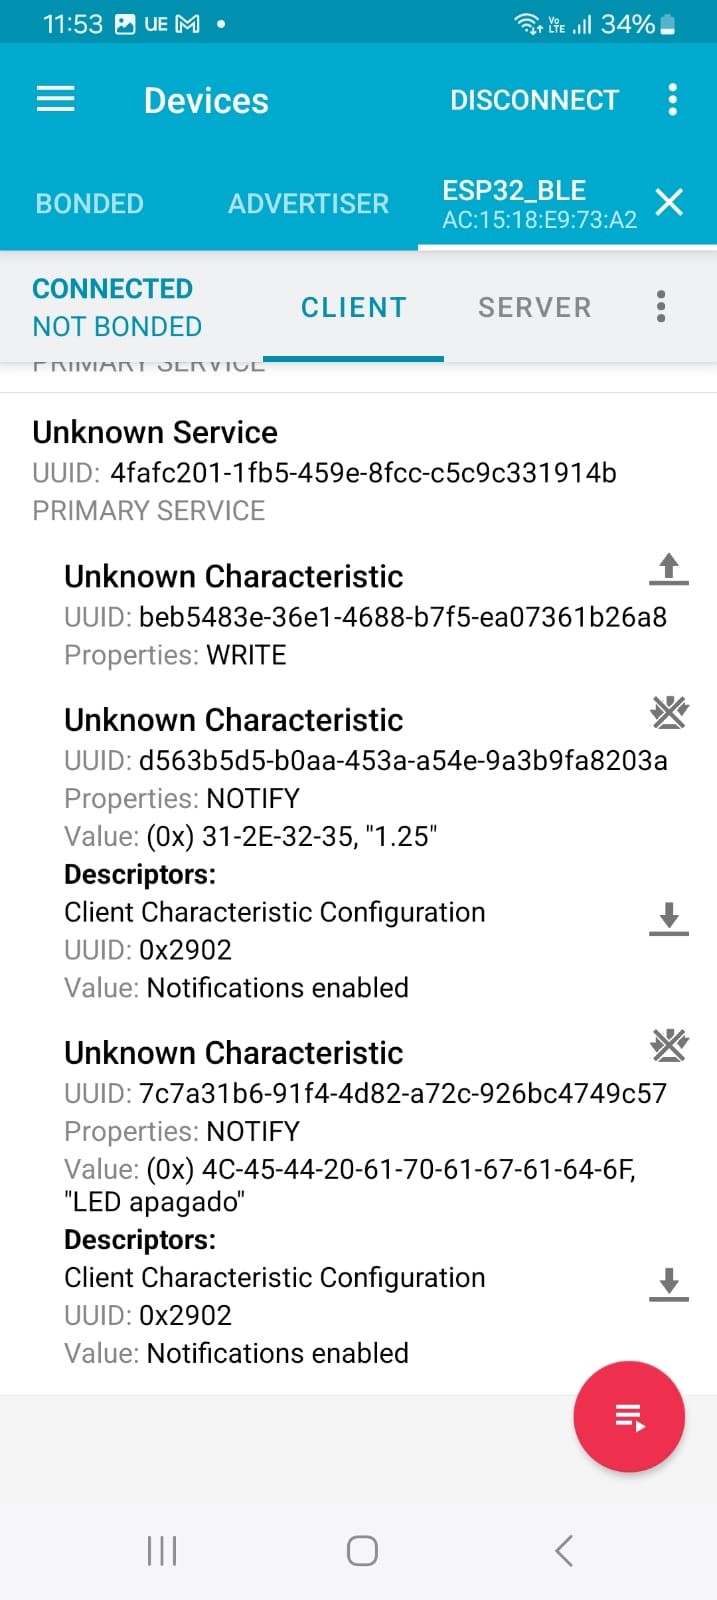 11:53 UE 34%
Devices DISCONNECT
BONDED ADVERTISER ESP32_BLE
AC:15:18:E9:73:A2
CONNECTED
NOT BONDED
CLIENT SERVER
PRIMARY SERVICE
Unknown Service
UUID: 4fafc201-1fb5-459e-8fcc-c5c9c331914b
PRIMARY SERVICE
Unknown Characteristic
UUID: beb5483e-36e1-4688-b7f5-ea07361b26a8
Properties: WRITE
Unknown Characteristic
UUID: d563b5d5-b0aa-453a-a54e-9a3b9fa8203a
Properties: NOTIFY
Value: (0x) 31-2E-32-35, "1.25"
Descriptors:
Client Characteristic Configuration
UUID: 0x2902
Value: Notifications enabled
Unknown Characteristic
UUID: 7c7a31b6-91f4-4d82-a72c-926bc4749c57
Properties: NOTIFY
Value: (0x) 4C-45-44-20-61-70-61-67-61-64-6F,
"LED apagado"
Descriptors:
Client Characteristic Configuration
UUID: 0x2902
Value: Notifications enabled